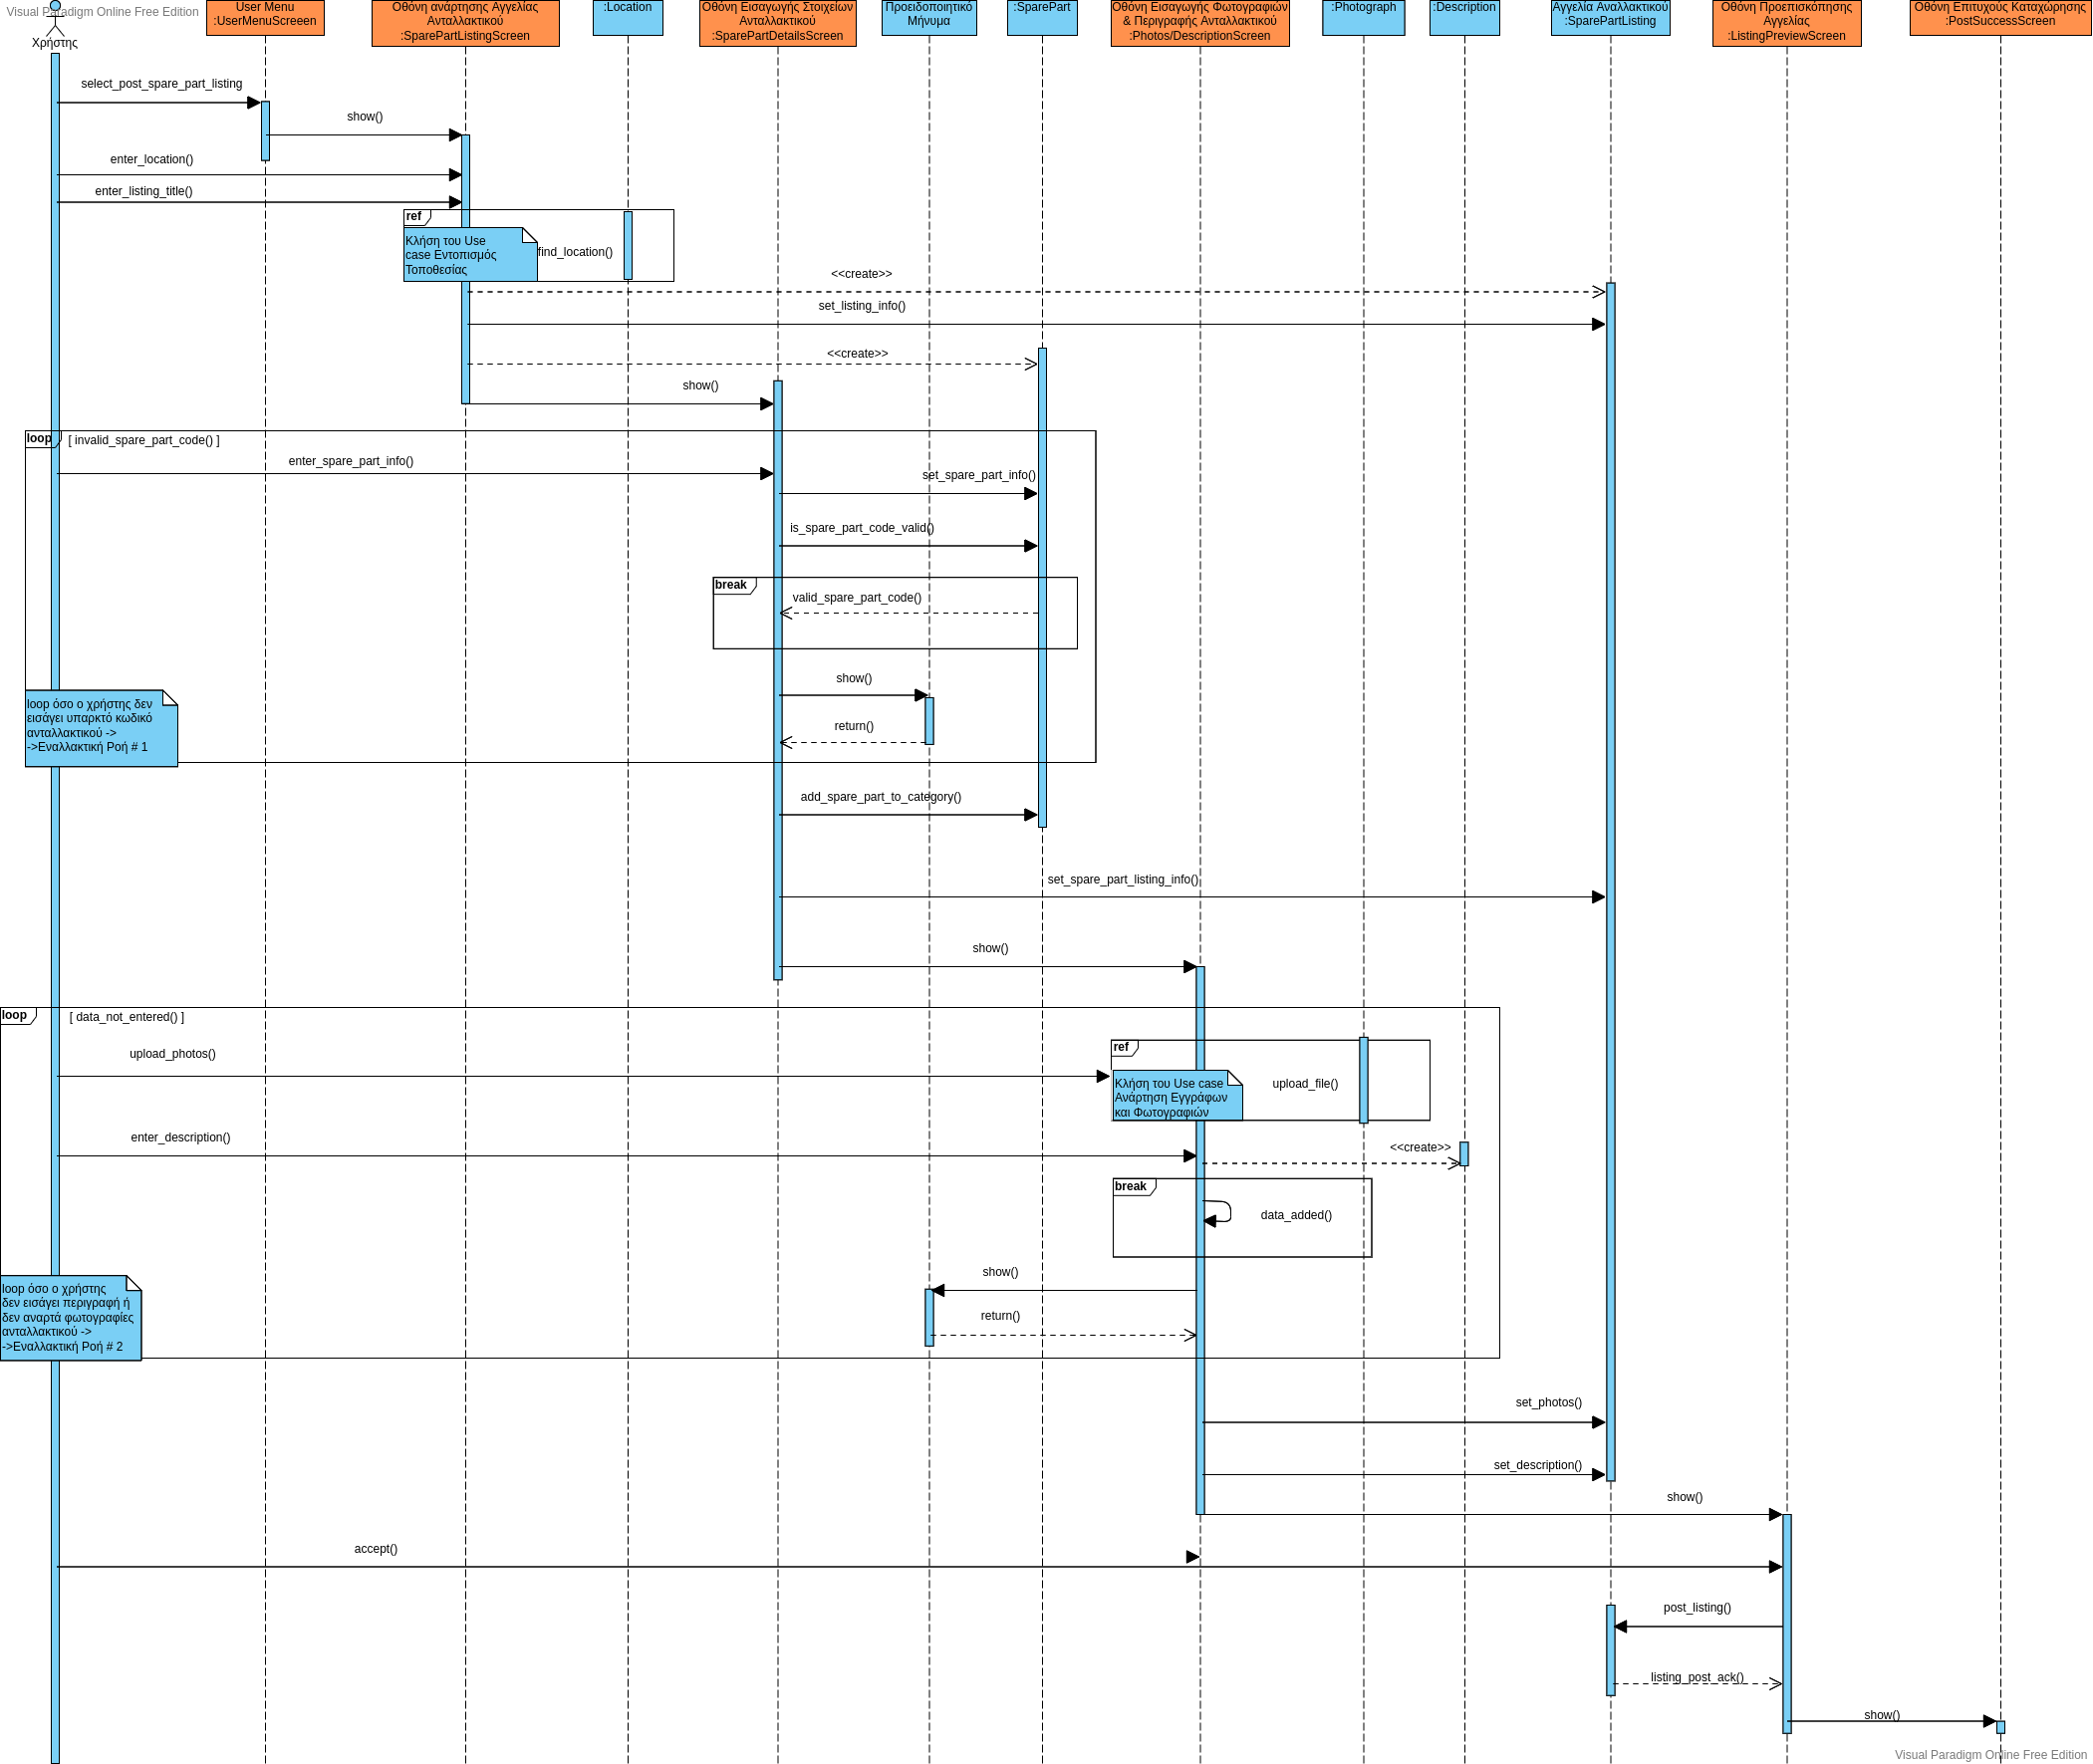 Visual Paradigm Online Free Edition
Χρήστης
User Menu
:UserMenuScreeen
Οθόνη ανάρτησης Αγγελίας
Ανταλλακτικού
:SparePartListingScreen
:Location
Οθόνη Εισαγωγής Στοιχείων
Ανταλλακτικού
:SparePartDetailsScreen
Προειδοποιητικό
Μήνυμα
:SparePart
Οθόνη Εισαγωγής Φωτογραφιών
& Περιγραφής Ανταλλακτικού
:Photos/DescriptionScreen
:Photograph
:Description
Αγγελία Αναλλακτικού
:SparePartListing
Οθόνη Προεπισκόπησης
Αγγελίας
:ListingPreviewScreen
Οθόνη Επιτυχούς Καταχώρησης
:PostSuccessScreen
select_post_spare_part_listing
show()
enter_location()
enter_listing_title()
ref
Κλήση του Use
case Εντοπισμός
Τοποθεσίας
find_location()
<<create>>
set_listing_info()
<<create>>
show()
loop
[ invalid_spare_part_code() ]
enter_spare_part_info()
set_spare_part_info()
is_spare_part_code_valid()
break
valid_spare_part_code()
show()
return()
loop όσο ο χρήστης δεν
εισάγει υπαρκτό κωδικό
ανταλλακτικού ->
->Εναλλακτική Ροή # 1
add_spare_part_to_category()
set_spare_part_listing_info()
show()
loop
[ data_not_entered() ]
upload_photos()
ref
Κλήση του Use case
Ανάρτηση Εγγράφων
και Φωτογραφιών
upload_file()
enter_description()
<<create>>
break
data_added()
show()
return()
loop όσο ο χρήστης
δεν εισάγει περιγραφή ή
δεν αναρτά φωτογραφίες
ανταλλακτικού ->
->Εναλλακτική Ροή # 2
set_photos()
set_description()
show()
accept()
post_listing()
listing_post_ack()
show()
Visual Paradigm Online Free Edition